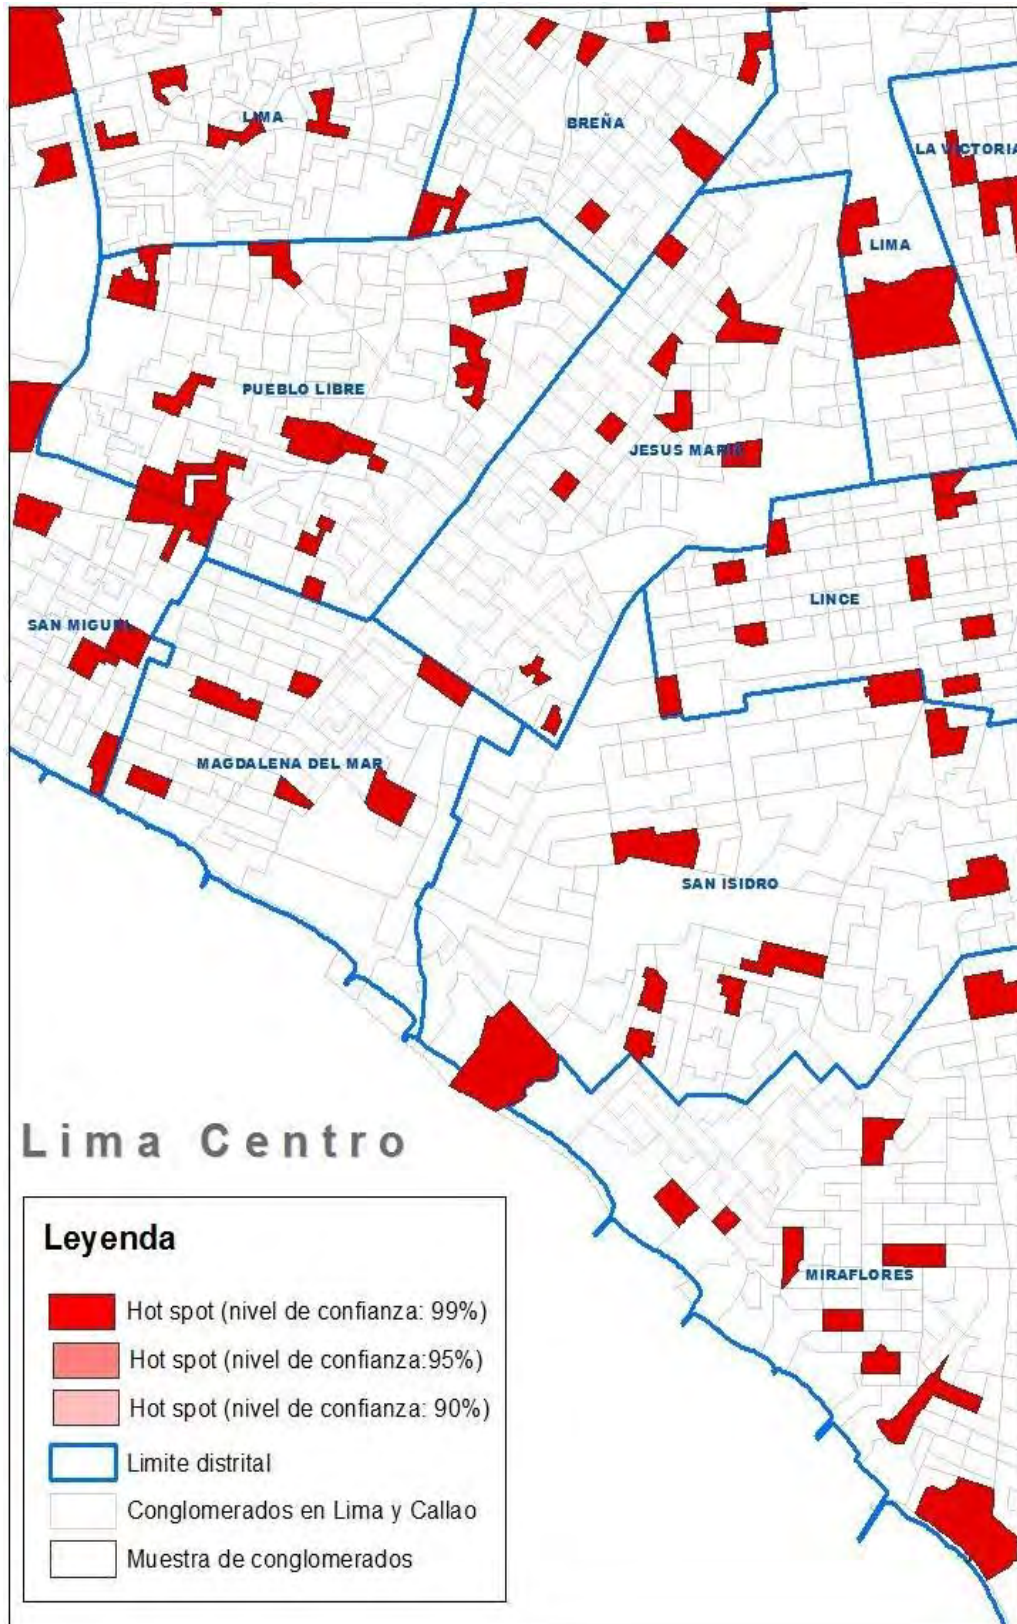 LIMA
BREÑA
LA VICTORIA
LIMA
PUEBLO LIBRE
JESUS MARIA
LINCE
SAN MIGUEL
MAGDALENA DEL MAR
SAN ISIDRO
Lima Centro
Leyenda
Hot spot (nivel de confianza: 99%)
Hot spot (nivel de confianza:95%)
Hot spot (nivel de confianza: 90%)
Limite distrital
Conglomerados en Lima y Callao
Muestra de conglomerados
MIRAFLORES